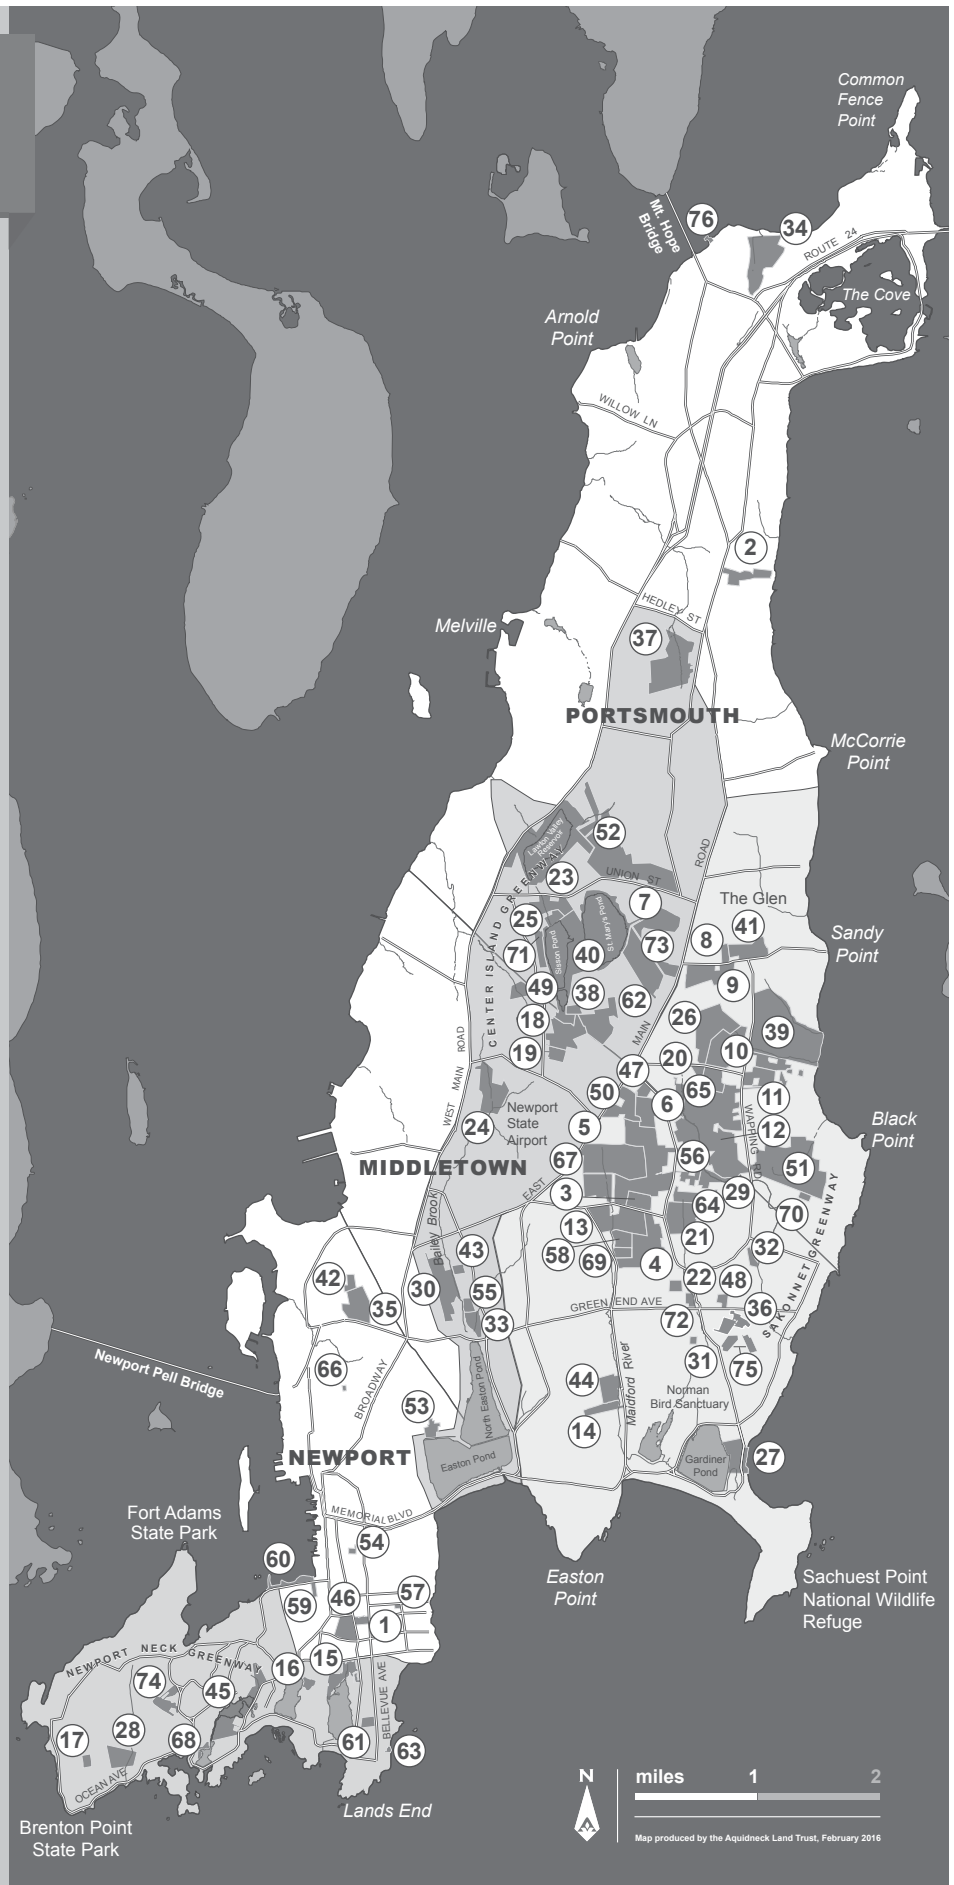 Common
Fence
Point
76
34
Mt. Hope
Bridge
ROUTE 24
The Cove
Arnold
Point
WILLOW LN
2
HEDLEY ST
Melville
37
PORTSMOUTH
McCorrie
Point
Lawton Valley
Reservoir
52
ROAD
UNION ST
23
The Glen
7
25
St. Mary's Pond
41
8
Sandy
Point
CENTER ISLAND GREENWAY
Sisson Pond
71
40
73
9
49
38
62
26
18
39
MAIN
19
10
WEST MAIN ROAD
20
47
50
65
11
6
WAPPING RD
Newport
State
Airport
24
5
12
Black
Point
MIDDLETOWN
67
56
51
EAST
3
64
29
70
Bailey Brook
13
21
43
58
69
4
32
SAKONNET GREENWAY
42
30
22
48
55
35
GREEN END AVE
36
33
72
Newport Pell Bridge
66
BROADWAY
North Easton Pond
Maidford River
31
75
44
Norman
Bird Sanctuary
53
14
NEWPORT
Easton Pond
Gardiner
Pond
27
Fort Adams
State Park
MEMORIAL BLVD
54
60
Easton
Point
Sachuest Point
National Wildlife
Refuge
59
46
57
1
NEWPORT NECK GREENWAY
15
16
74
45
BELLEVUE AVE
17
28
68
61
63
OCEAN AVE
Lands End
Brenton Point
State Park
N
miles 1 2
Map produced by the Aquidneck Land Trust, February 2016